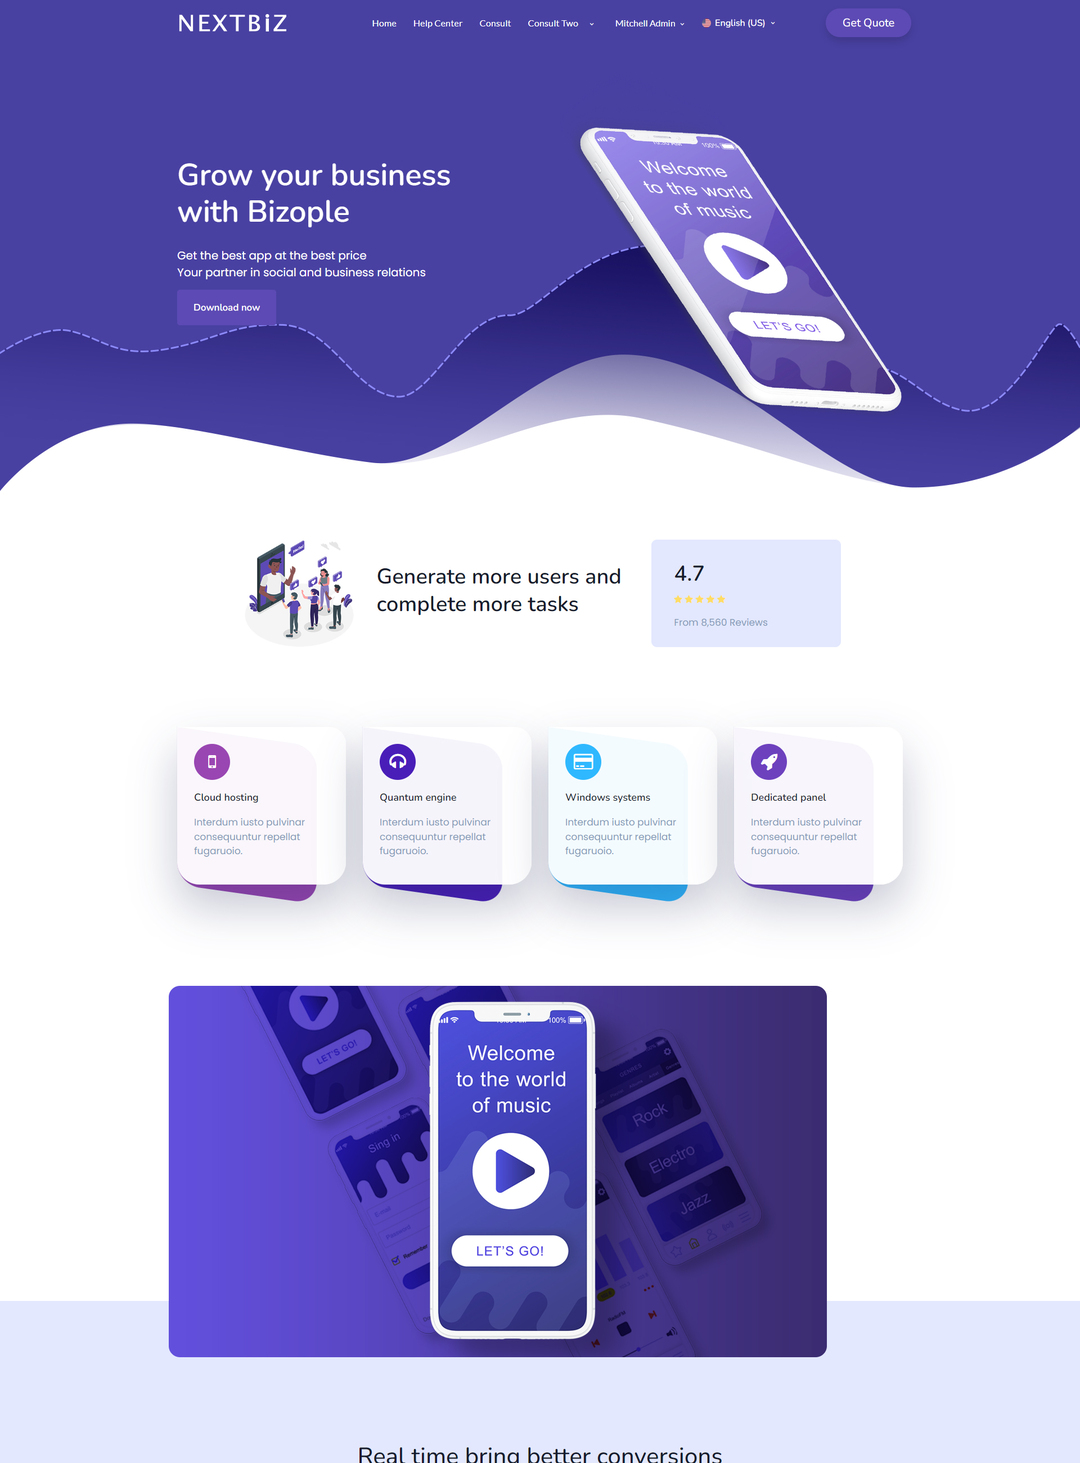 NEXTBIZ
Home
Help Center
Consult
Consult Two
Mitchell Admin
English (US)
Get Quote
Grow your business
with Bizople
Get the best app at the best price
Your partner in social and business relations
Download now
100%
Welcome
to the world
of music
LET'S GO!
Generate more users and
complete more tasks
4.7
From 8,560 Reviews
Cloud hosting
Interdum iusto pulvinar
consequuntur repellat
fugaruoio.
Quantum engine
Interdum iusto pulvinar
consequuntur repellat
fugaruoio.
Windows systems
Interdum iusto pulvinar
consequuntur repellat
fugaruoio.
Dedicated panel
Interdum iusto pulvinar
consequuntur repellat
fugaruoio.
LET'S GO!
Sing in
E-mail
Password
Remember
100%
Welcome
to the world
of music
LET'S GO!
GENRES
Rock
Electro
Jazz
Real time bring better conversions